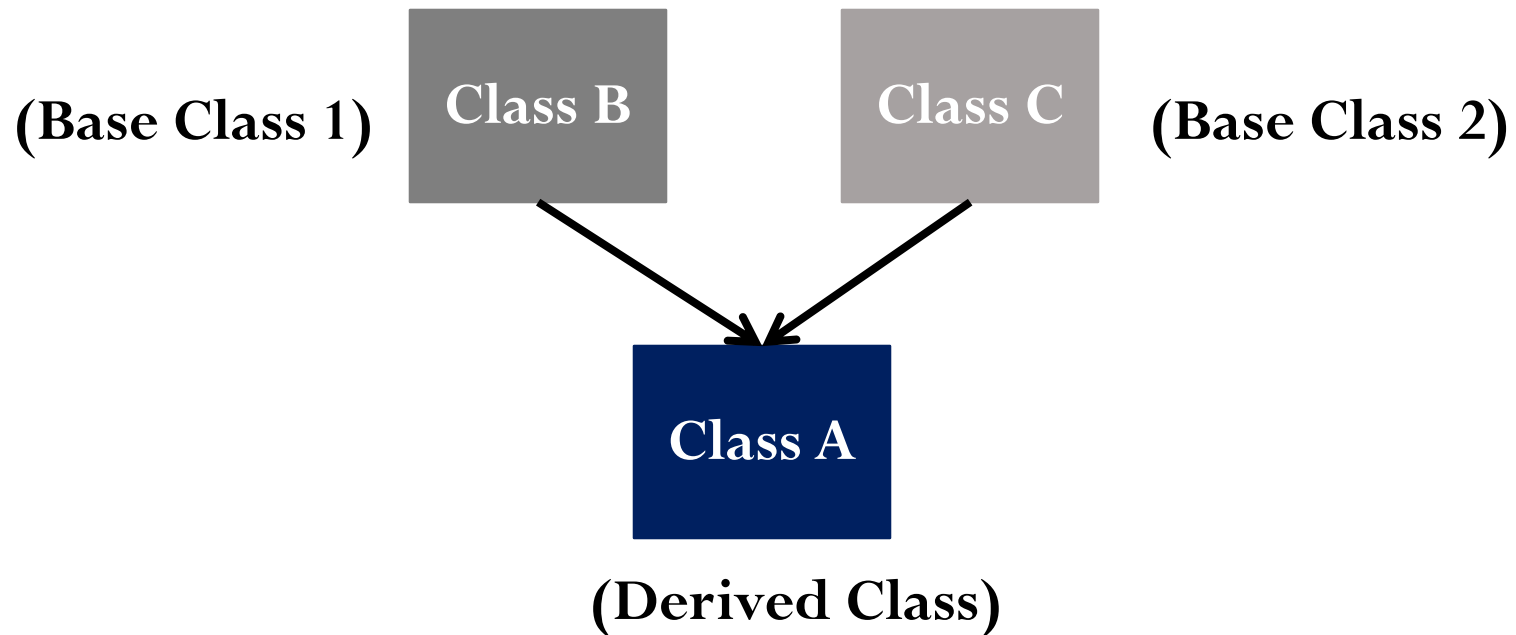 Class B
Class C
(Base Class 1)
(Base Class 2)
Class A
(Derived Class)